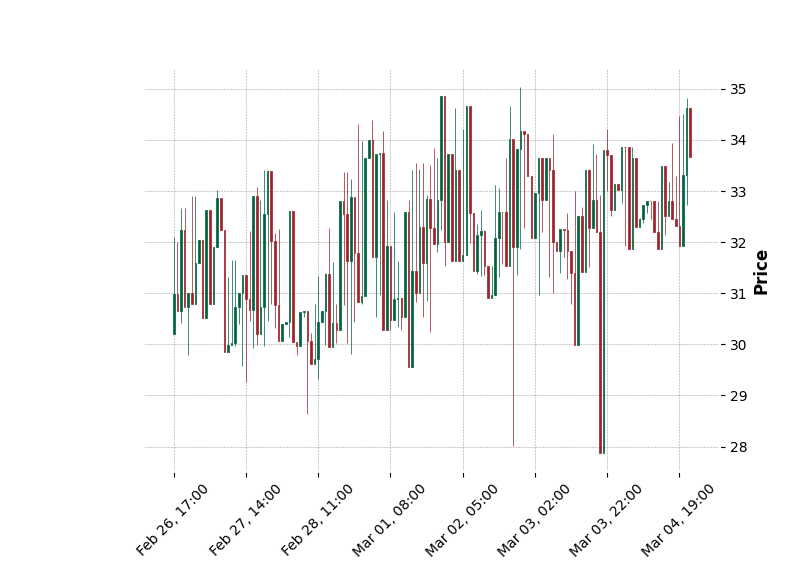 35
34
33
32
31
30
29
28
Price
Feb 26, 17:00
Feb 27, 14:00
Feb 28, 11:00
Mar 01, 08:00
Mar 02, 05:00
Mar 03, 02:00
Mar 03, 22:00
Mar 04, 19:00